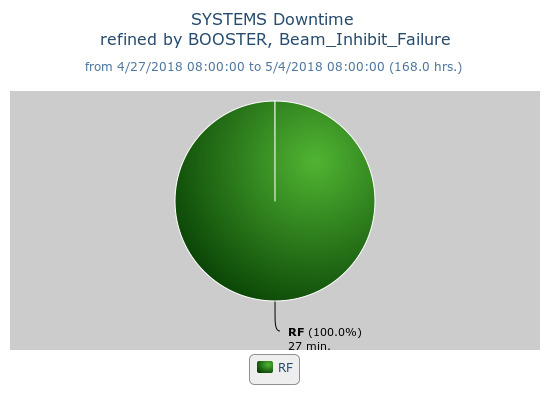 SYSTEMS Downtime
refined by BOOSTER, Beam_Inhibit_Failure
from 4/27/2018 08:00:00 to 5/4/2018 08:00:00 (168.0 hrs.)
RF (100.0%)
27 min.
RF